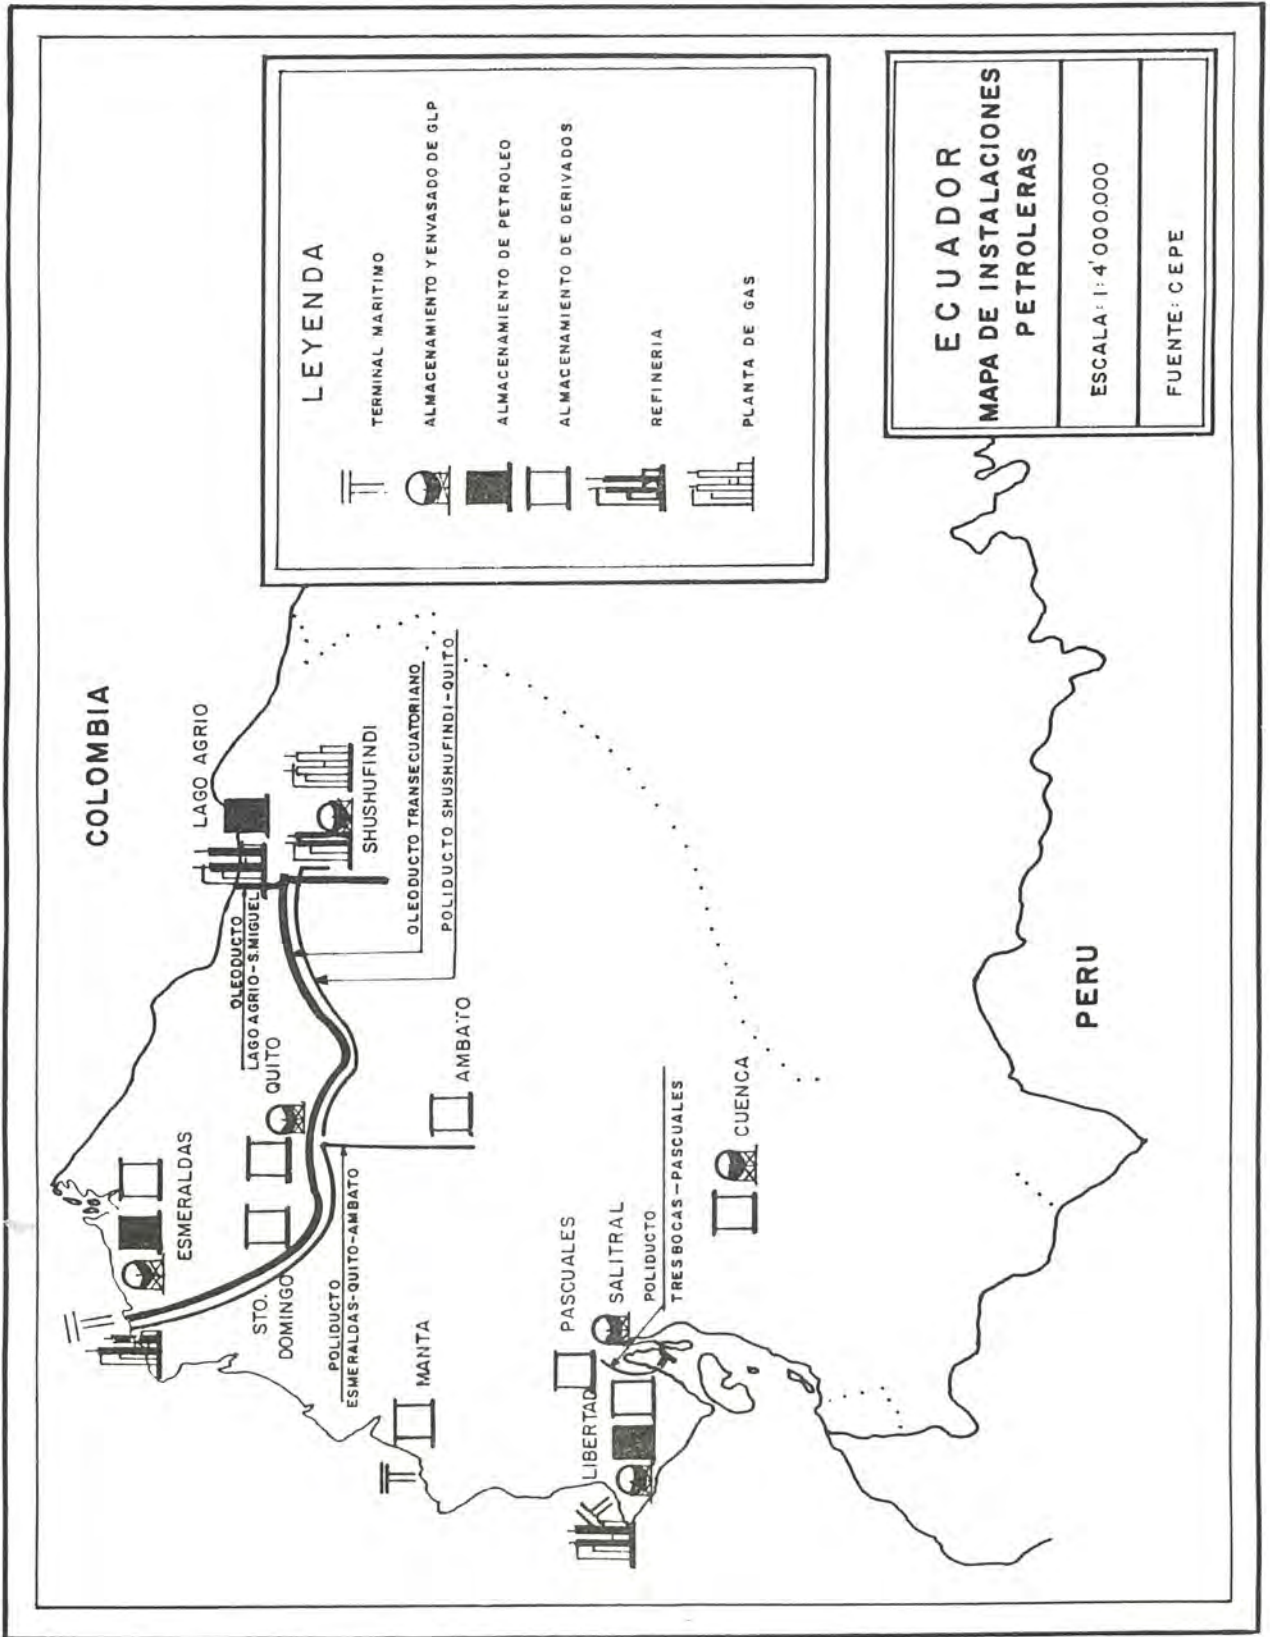 COLOMBIA
LAGO AGRIO
OLEODUCTO
LAGO AGRIO-S.MIGUEL
SHUSHUFINDI
ESMERALDAS
QUITO
STO.
DOMINGO
OLEODUCTO TRANSECUATORIANO
POLIDUCTO SHUSHUFINDI-QUITO
POLIDUCTO
ESMERALDAS-QUITO-AMBATO
AMBATO
MANTA
PASCUALES
LIBERTAD
SALITRAL
POLIDUCTO
TRES BOCAS-PASCUALES
CUENCA
PERU
LEYENDA
TERMINAL MARITIMO
ALMACENAMIENTO Y ENVASADO DE GLP
ALMACENAMIENTO DE PETROLEO
ALMACENAMIENTO DE DERIVADOS
REFINERIA
PLANTA DE GAS
ECUADOR
MAPA DE INSTALACIONES
PETROLERAS
ESCALA: 1:4'000.000
FUENTE: CEPE